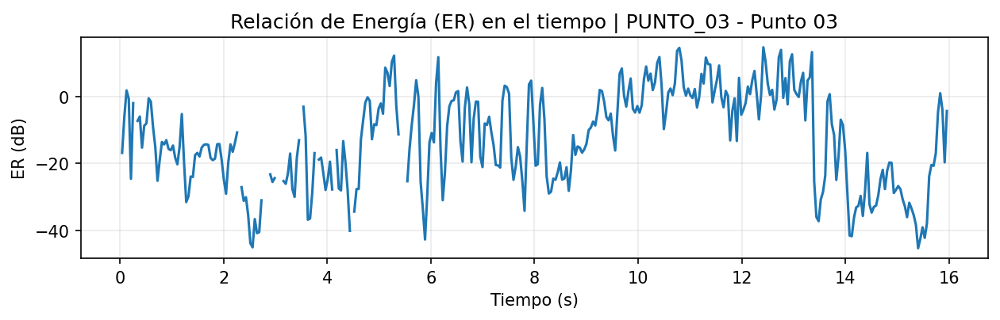 Relación de Energía (ER) en el tiempo | PUNTO_03 - Punto 03
ER (dB)
0
−20
−40
0 2 4 6 8 10 12 14 16
Tiempo (s)